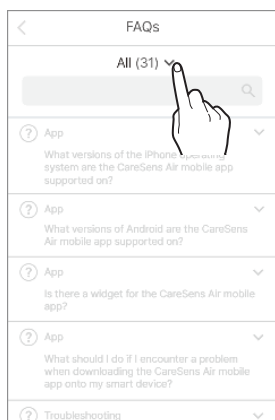 FAQs
All (31)
App
What versions of the iPhone operating
system are the CareSens Air mobile app
supported on?
App
What versions of Android are the CareSens
Air mobile app supported on?
App
Is there a widget for the CareSens Air mobile
app?
App
What should I do if I encounter a problem
when downloading the CareSens Air mobile
app onto my smart device?
Troubleshooting